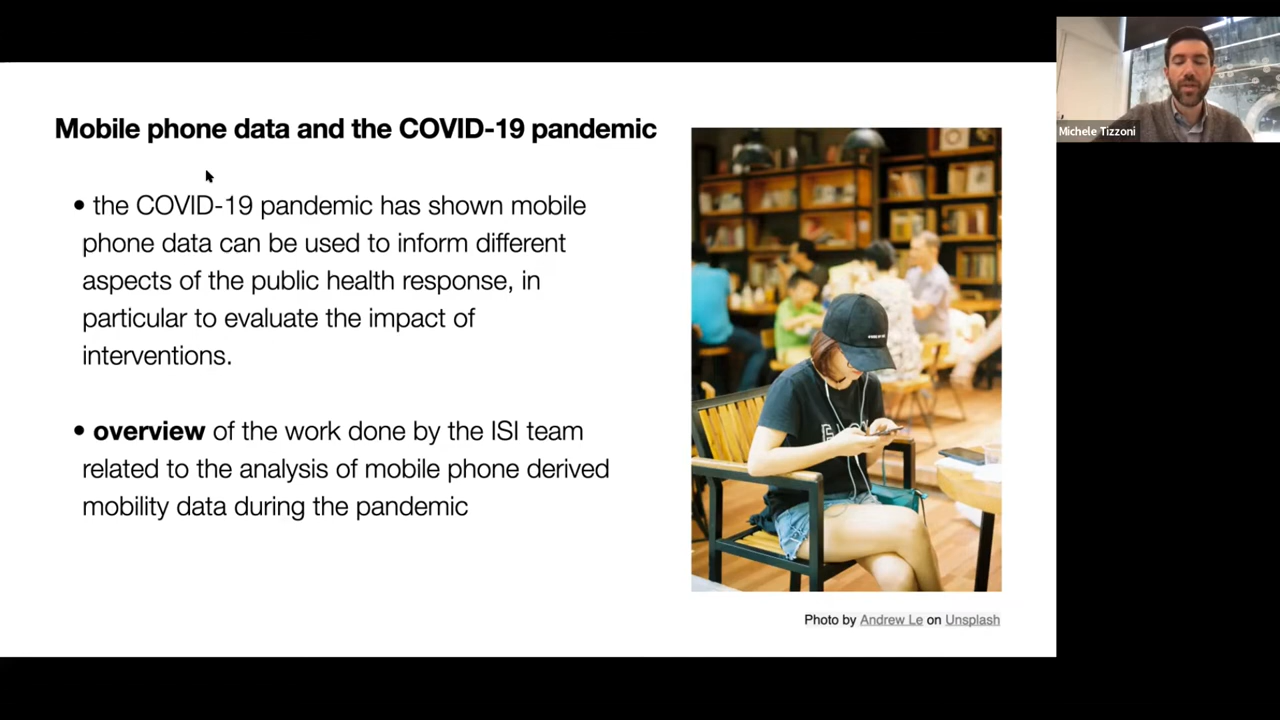 Mobile phone data and the COVID-19 pandemic
• the COVID-19 pandemic has shown mobile
phone data can be used to inform different
aspects of the public health response, in
particular to evaluate the impact of
interventions.
• overview of the work done by the ISI team
related to the analysis of mobile phone derived
mobility data during the pandemic
Photo by Andrew Le on Unsplash
Michele Tizzoni